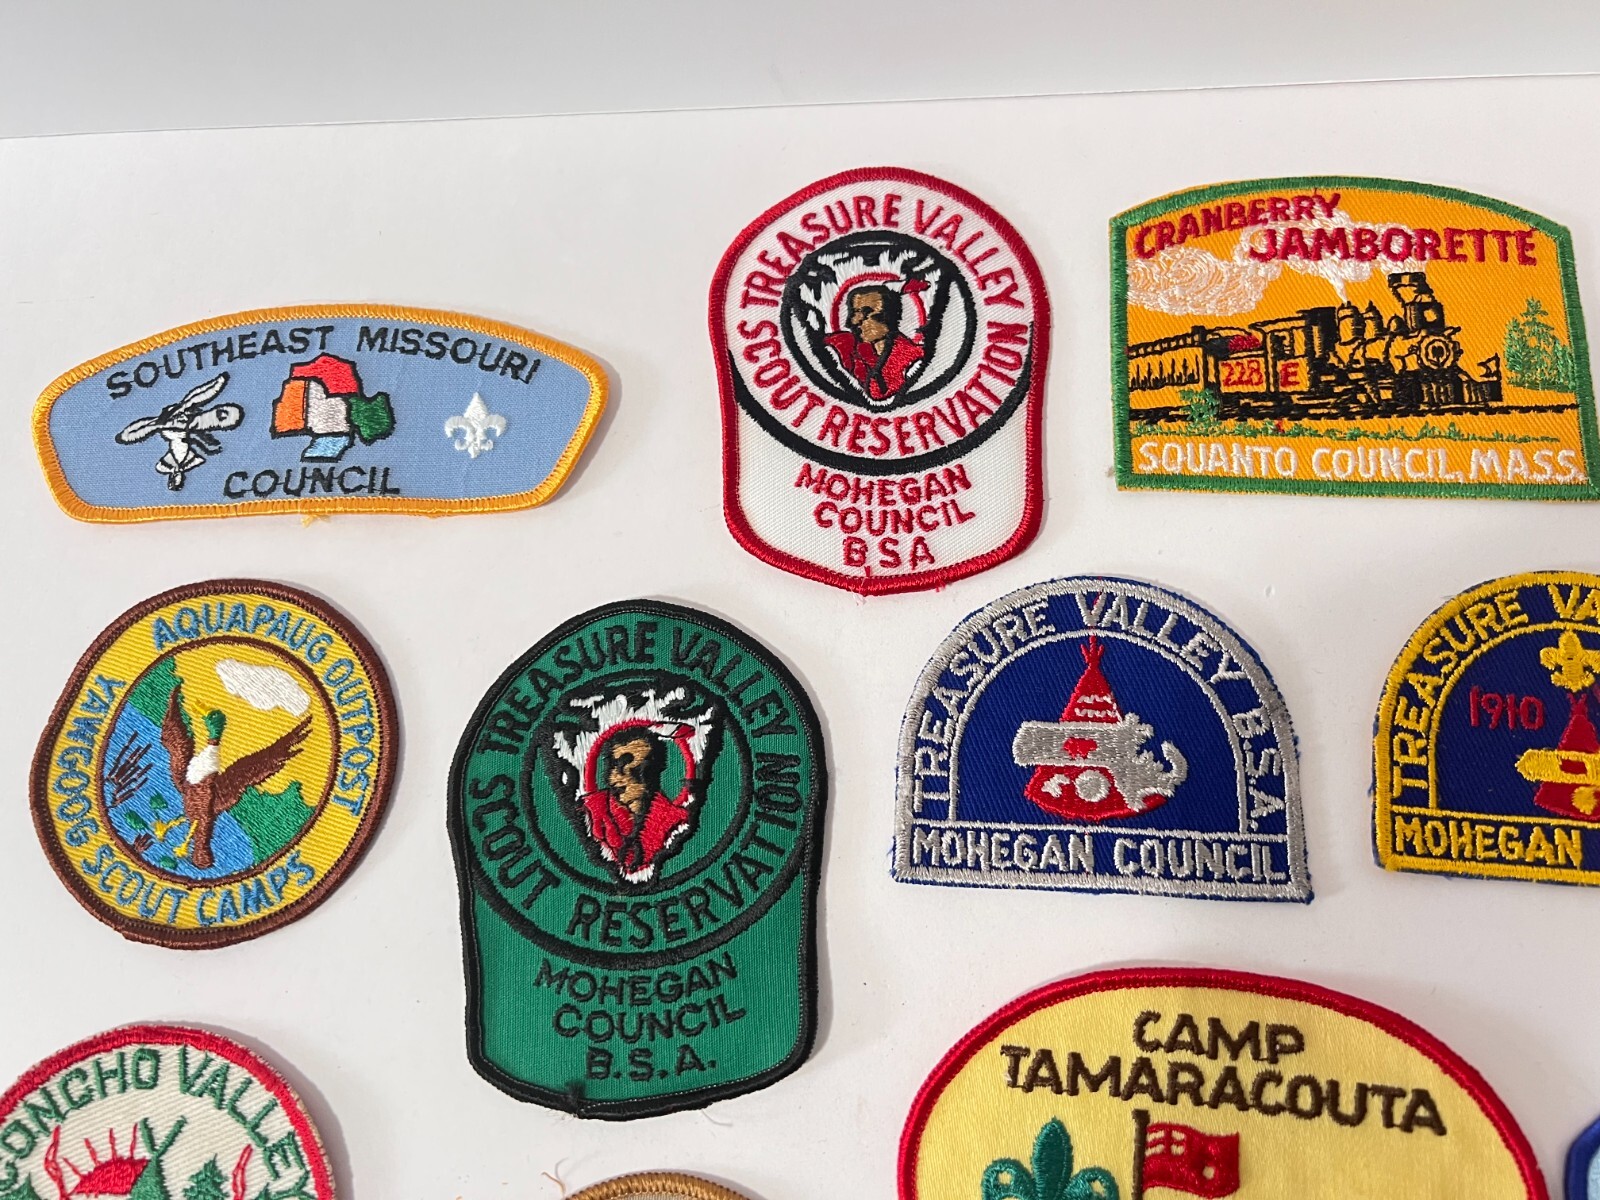 SOUTHEAST MISSOURI
COUNCIL
TREASURE VALLEY
SCOUT RESERVATION
MOHEGAN
COUNCIL
B.S.A
CRANBERRY
JAMBORETTE
228 E
SQUANTO COUNCIL, MASS.
AQUAPAUG OUTPOST
YAWGOOG SCOUT CAMPS
TREASURE VALLEY
SCOUT RESERVATION
MOHEGAN
COUNCIL
B.S.A.
TREASURE VALLEY B.S.A.
MOHEGAN COUNCIL
TREASURE VA
1910
MOHEGAN
CONCHO VALLEY
CAMP
TAMARACOUTA